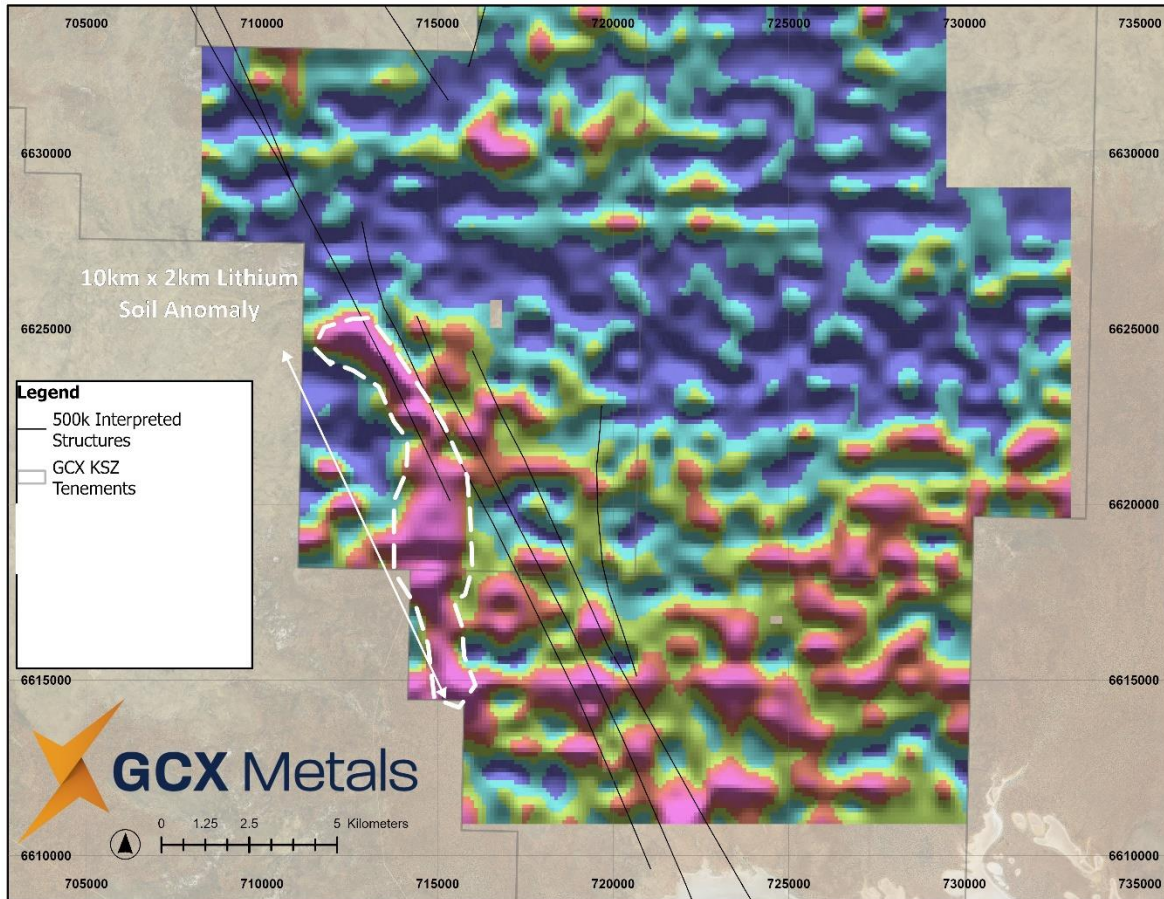 705000 710000 715000 720000 725000 730000 735000
6630000 6630000
10km x 2km Lithium
Soil Anomaly
6625000 6625000
Legend
500k Interpreted
Structures
GCX KSZ
Tenements
6620000 6620000
6615000 6615000
GCX Metals
0 1.25 2.5 5 Kilometers
6610000 6610000
705000 710000 715000 720000 725000 730000 735000